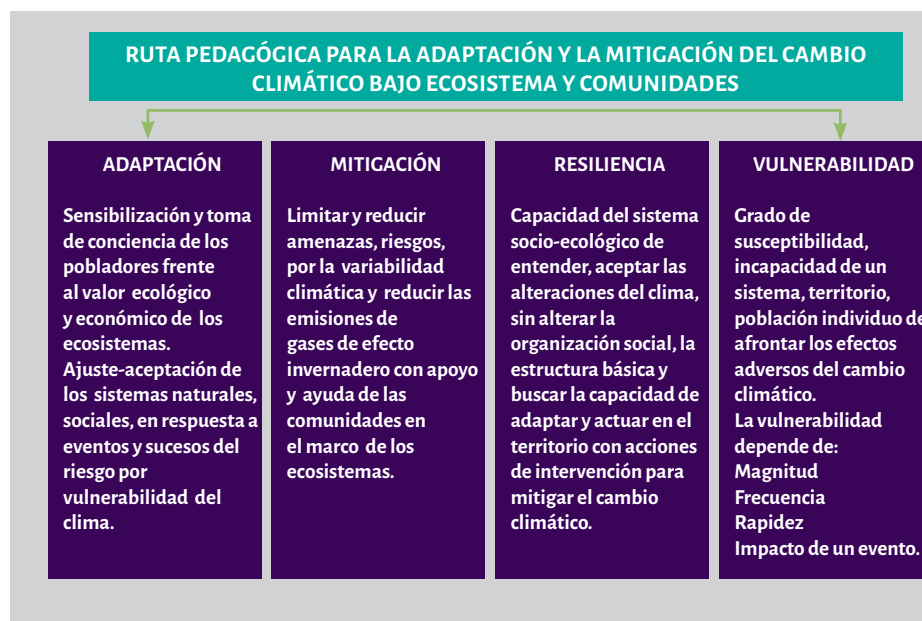 RUTA PEDAGÓGICA PARA LA ADAPTACIÓN Y LA MITIGACIÓN DEL CAMBIO
CLIMÁTICO BAJO ECOSISTEMA Y COMUNIDADES
ADAPTACIÓN
Sensibilización y toma
de conciencia de los
pobladores frente
al valor ecológico
y económico de los
ecosistemas.
Ajuste-aceptación de
los sistemas naturales,
sociales, en respuesta a
eventos y sucesos del
riesgo por
vulnerabilidad del
clima.
MITIGACIÓN
Limitar y reducir
amenazas, riesgos,
por la variabilidad
climática y reducir las
emisiones de
gases de efecto
invernadero con apoyo
y ayuda de las
comunidades en
el marco de los
ecosistemas.
RESILIENCIA
Capacidad del sistema
socio-ecológico de
entender, aceptar las
alteraciones del clima,
sin alterar la
organización social, la
estructura básica y
buscar la capacidad de
adaptar y actuar en el
territorio con acciones
de intervención para
mitigar el cambio
climático.
VULNERABILIDAD
Grado de
susceptibilidad,
incapacidad de un
sistema, territorio,
población individuo de
afrontar los efectos
adversos del cambio
climático.
La vulnerabilidad
depende de:
Magnitud
Frecuencia
Rapidez
Impacto de un evento.